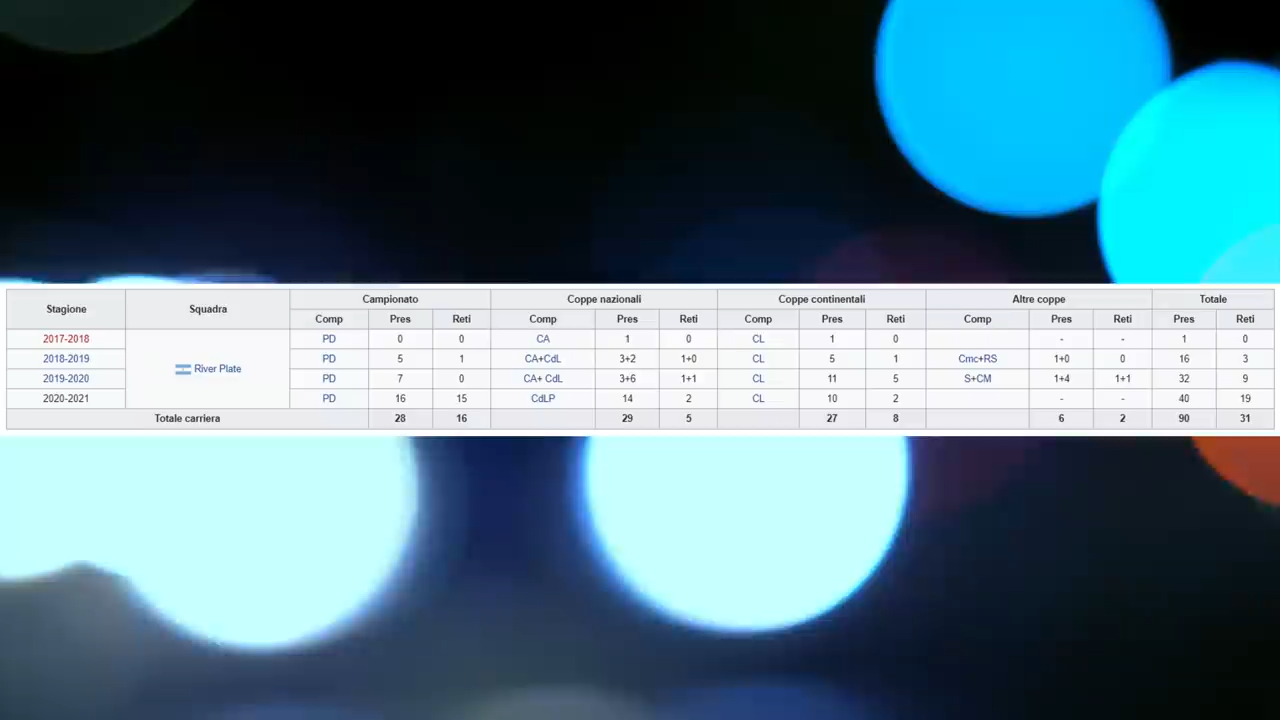 Stagione Squadra Campionato Coppe nazionali Coppe continentali Altre coppe Totale
Comp Pres Reti Comp Pres Reti Comp Pres Reti Comp Pres Reti Pres Reti
2017-2018 River Plate PD 0 0 CA 1 0 CL 1 0 - - 1 0
2018-2019 PD 5 1 CA+CdL 3+2 1+0 CL 5 1 Cmc+RS 1+0 0 16 3
2019-2020 PD 7 0 CA+ CdL 3+6 1+1 CL 11 5 S+CM 1+4 1+1 32 9
2020-2021 PD 16 15 CdLP 14 2 CL 10 2 - - 40 19
Totale carriera 28 16 29 5 27 8 6 2 90 31